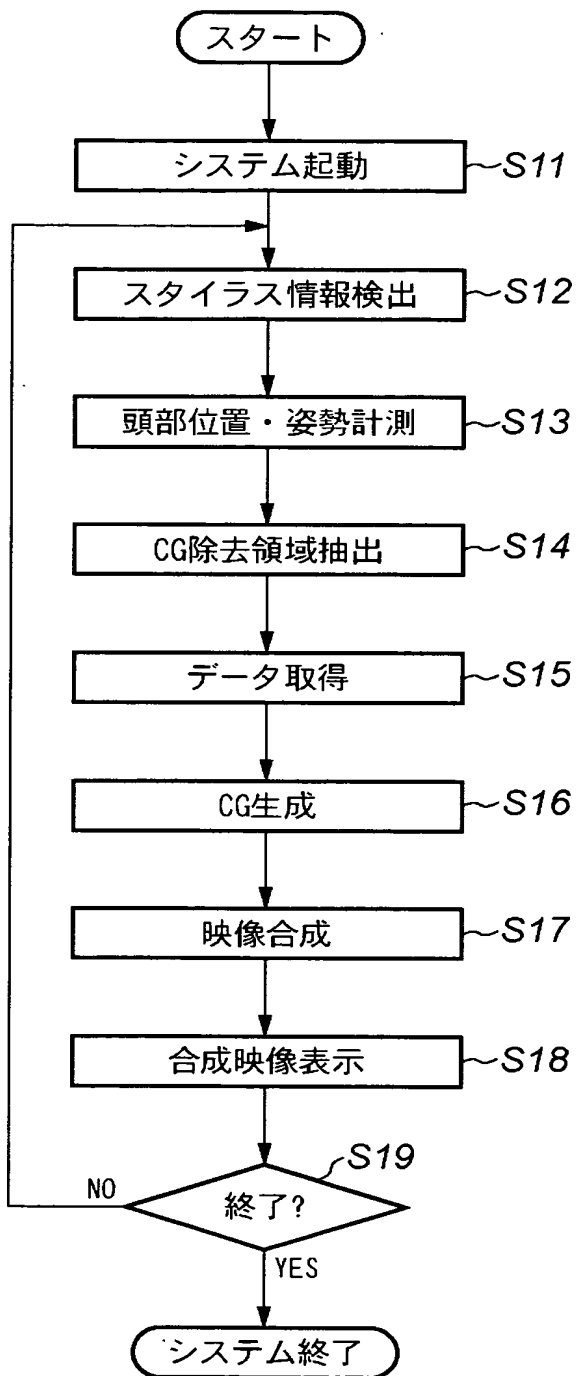 スタート
システム起動 S11
スタイラス情報検出 S12
頭部位置・姿勢計測 S13
CG除去領域抽出 S14
データ取得 S15
CG生成 S16
映像合成 S17
合成映像表示 S18
S19
NO
終了?
YES
システム終了